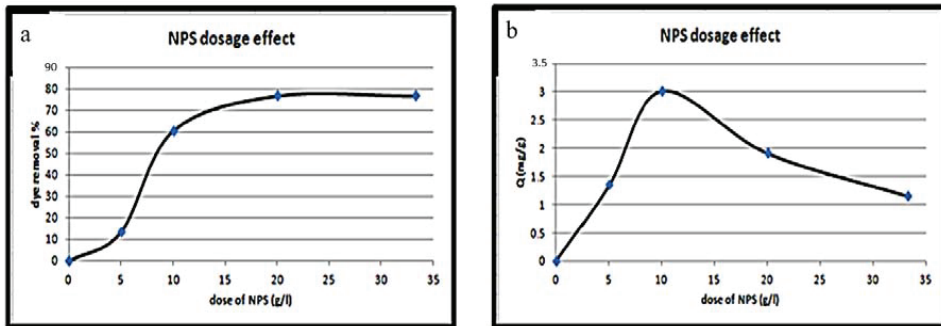 a
NPS dosage effect
dye removal %
90
80
70
60
50
40
30
20
10
0
0 5 10 15 20 25 30 35
dose of NPS (g/l)
b
NPS dosage effect
Q (mg/g)
3.5
3
2.5
2
1.5
1
0.5
0
0 5 10 15 20 25 30 35
dose of NPS (g/l)